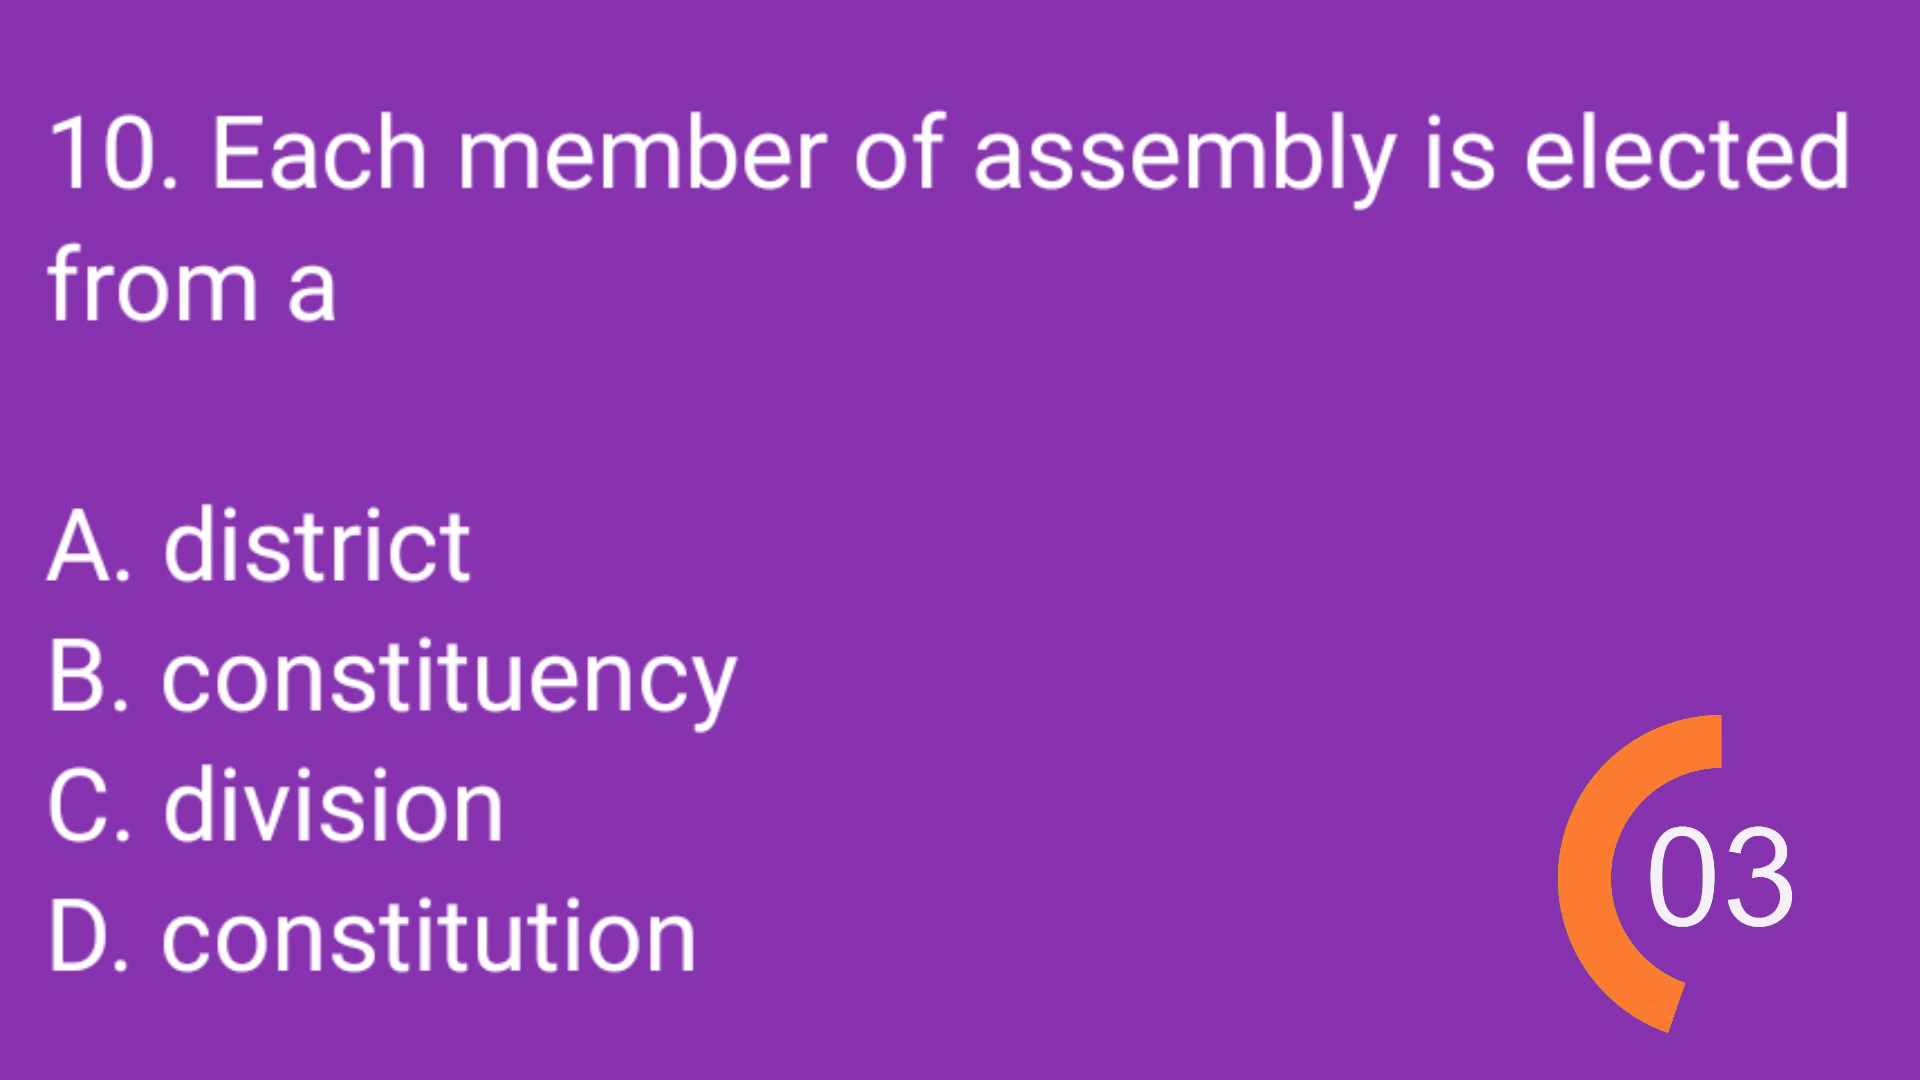 10. Each member of assembly is elected
from a
A. district
B. constituency
C. division
D. constitution
03